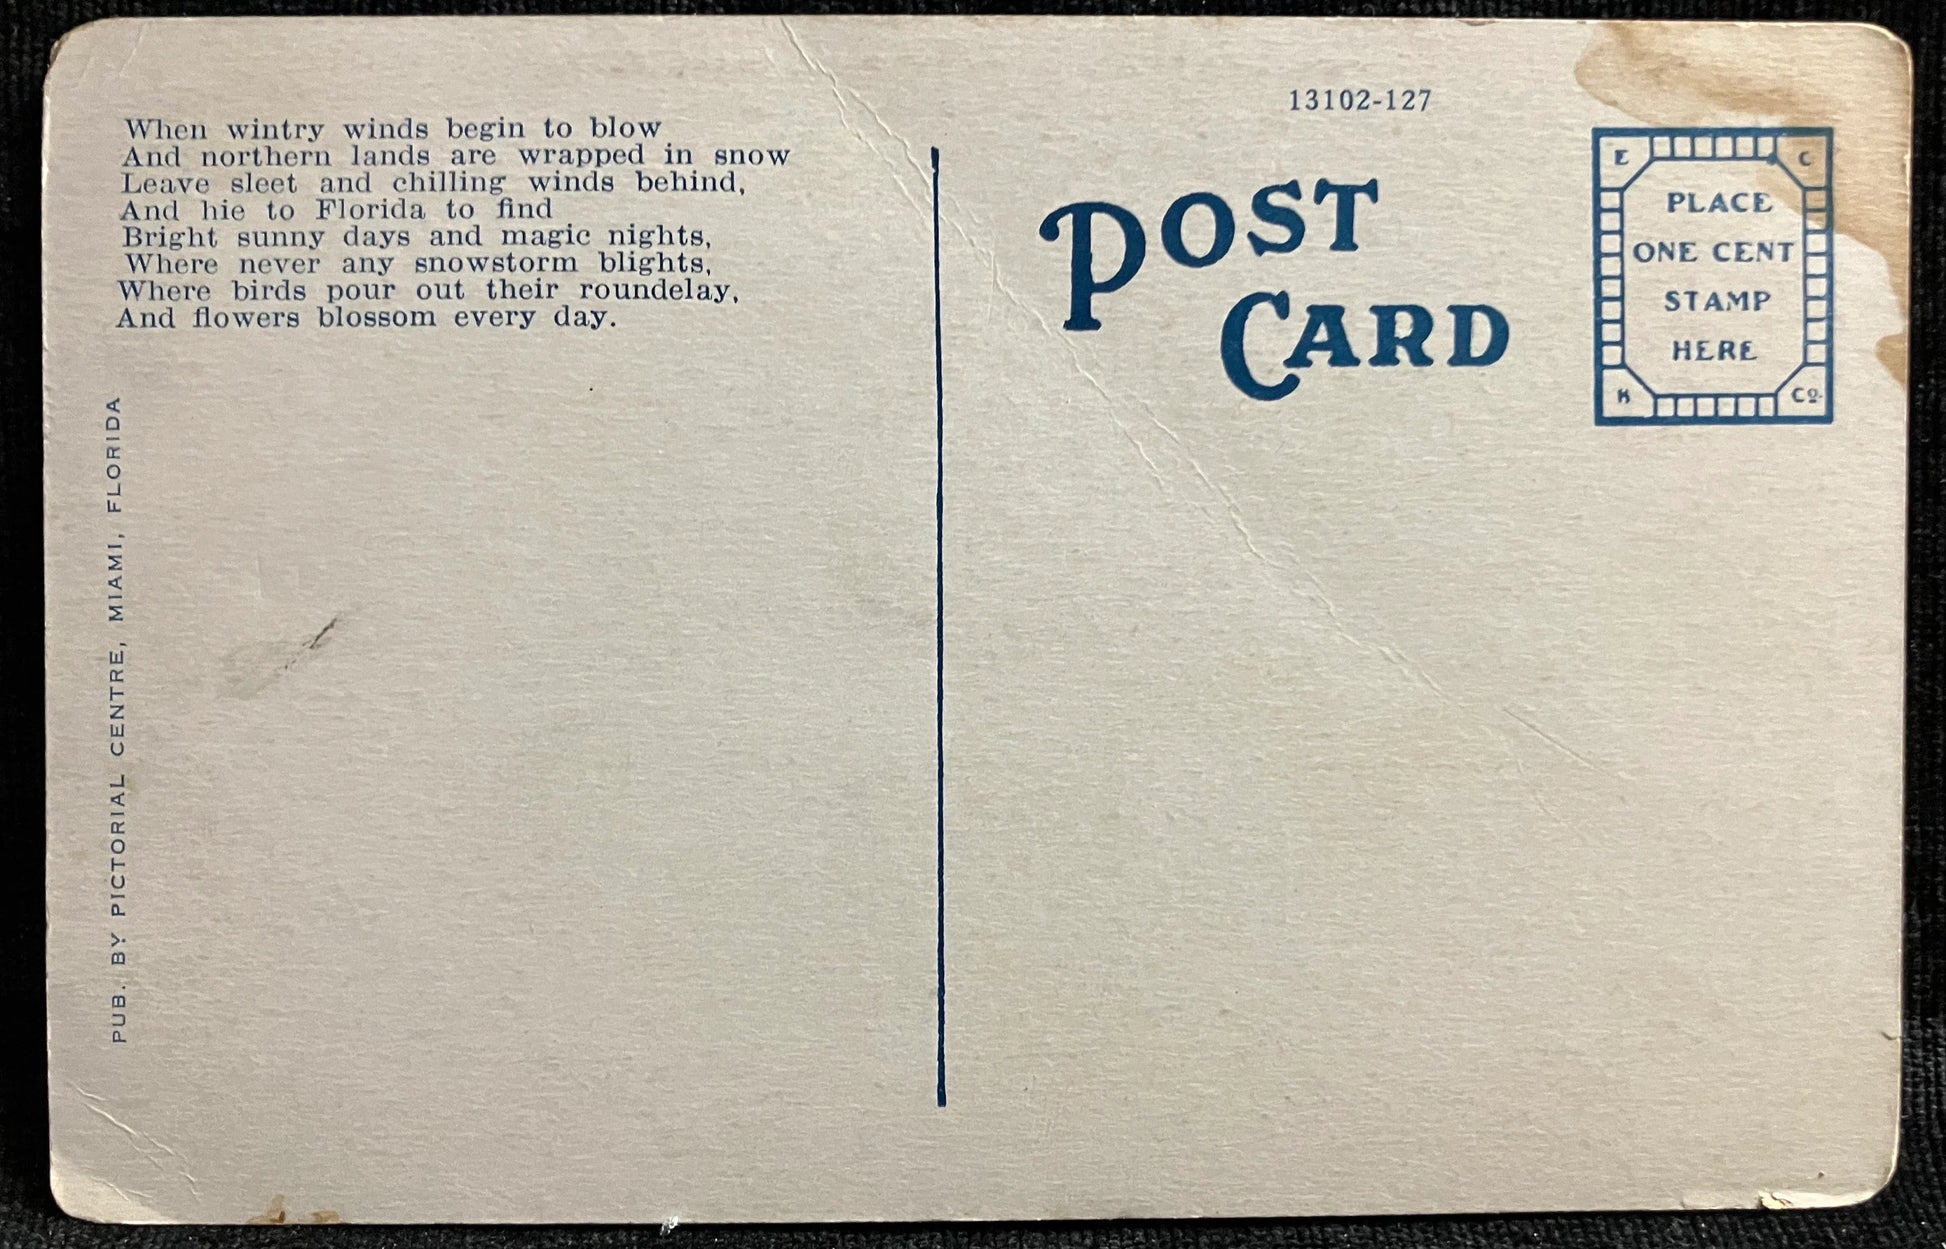 When wintry winds begin to blow
And northern lands are wrapped in snow
Leave sleet and chilling winds behind,
And hie to Florida to find
Bright sunny days and magic nights,
Where never any snowstorm blights,
Where birds pour out their roundelay,
And flowers blossom every day.
PUB. BY PICTORIAL CENTRE, MIAMI, FLORIDA
13102-127
POST
CARD
E C
PLACE
ONE CENT
STAMP
HERE
K Co.